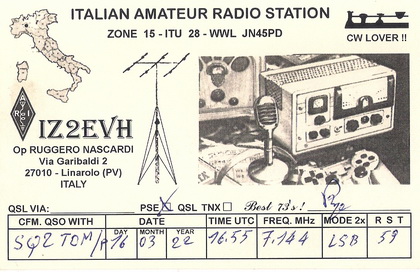 ITALIAN AMATEUR RADIO STATION
ZONE 15 - ITU 28 - WWL JN45PD
CW LOVER !!
IZ2EVH
Op RUGGERO NASCARDI
Via Garibaldi 2
27010 - Linarolo (PV)
ITALY
QSL VIA: PSE X QSL TNX Best 73's!
CFM. QSO WITH DATE TIME UTC FREQ. MHz MODE 2x R S T
DAY MONTH YEAR
SQ2TOM/P 16 03 22 16.55 7.144 LSB 59